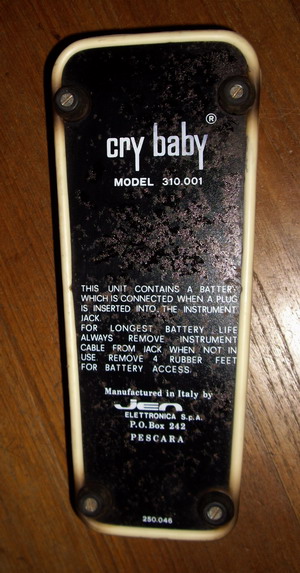 cry baby ®
MODEL 310.001
THIS UNIT CONTAINS A BATTERY
WHICH IS CONNECTED WHEN A PLUG
IS INSERTED INTO, THE INSTRUMENT
JACK.
FOR LONGEST BATTERY LIFE
ALWAYS REMOVE INSTRUMENT
CABLE FROM JACK WHEN NOT IN
USE REMOVE 4 RUBBER FEET
FOR BATTERY ACCESS.
Manufactured in Italy by
Jen
ELETTRONICA S.p.A.
P.O.Box 242
PESCARA
250.046